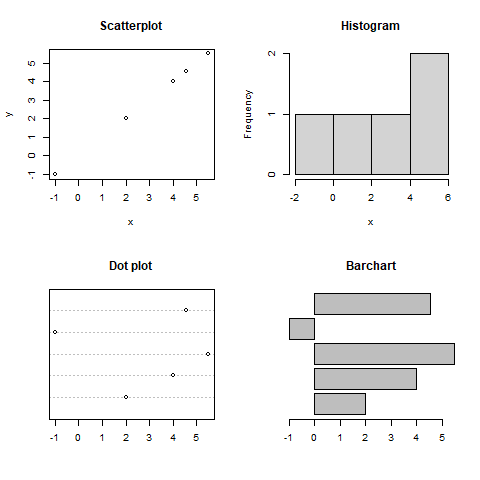 Scatterplot
y
5
4
3
2
1
0
-1
-1 0 1 2 3 4 5
x
Histogram
Frequency
2
1
0
-2 0 2 4 6
x
Dot plot
-1 0 1 2 3 4 5
Barchart
-1 0 1 2 3 4 5